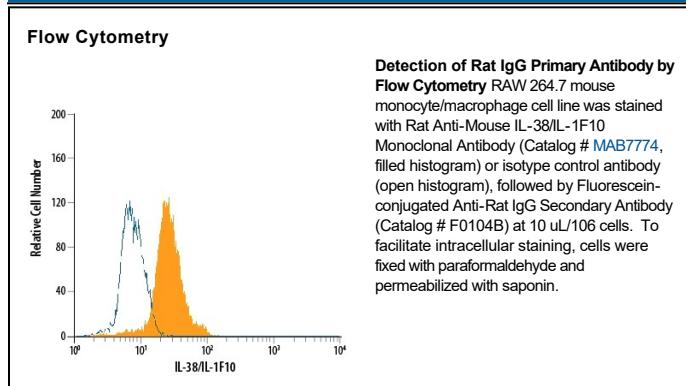 Flow Cytometry
Detection of Rat IgG Primary Antibody by
Flow Cytometry RAW 264.7 mouse
monocyte/macrophage cell line was stained
with Rat Anti-Mouse IL-38/IL-1F10
Monoclonal Antibody (Catalog # MAB7774,
filled histogram) or isotype control antibody
(open histogram), followed by Fluorescein-
conjugated Anti-Rat IgG Secondary Antibody
(Catalog # F0104B) at 10 uL/106 cells. To
facilitate intracellular staining, cells were
fixed with paraformaldehyde and
permeabilized with saponin.
Relative Cell Number
200
160
120
80
40
0
10⁰ 10¹ 10² 10³ 10⁴
IL-38/IL-1F10